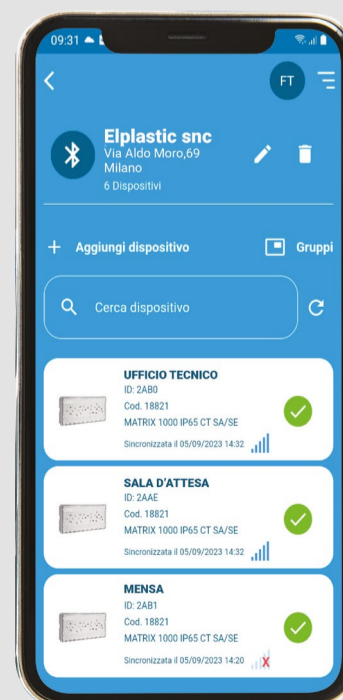 09:31
FT
Elplastic snc
Via Aldo Moro,69
Milano
6 Dispositivi
Aggiungi dispositivo
Gruppi
Cerca dispositivo
UFFICIO TECNICO
ID: 2AB0
Cod. 18821
MATRIX 1000 IP65 CT SA/SE
Sincronizzata il 05/09/2023 14:32
SALA D'ATTESA
ID: 2AAE
Cod. 18821
MATRIX 1000 IP65 CT SA/SE
Sincronizzata il 05/09/2023 14:32
MENSA
ID: 2AB1
Cod. 18821
MATRIX 1000 IP65 CT SA/SE
Sincronizzata il 05/09/2023 14:20